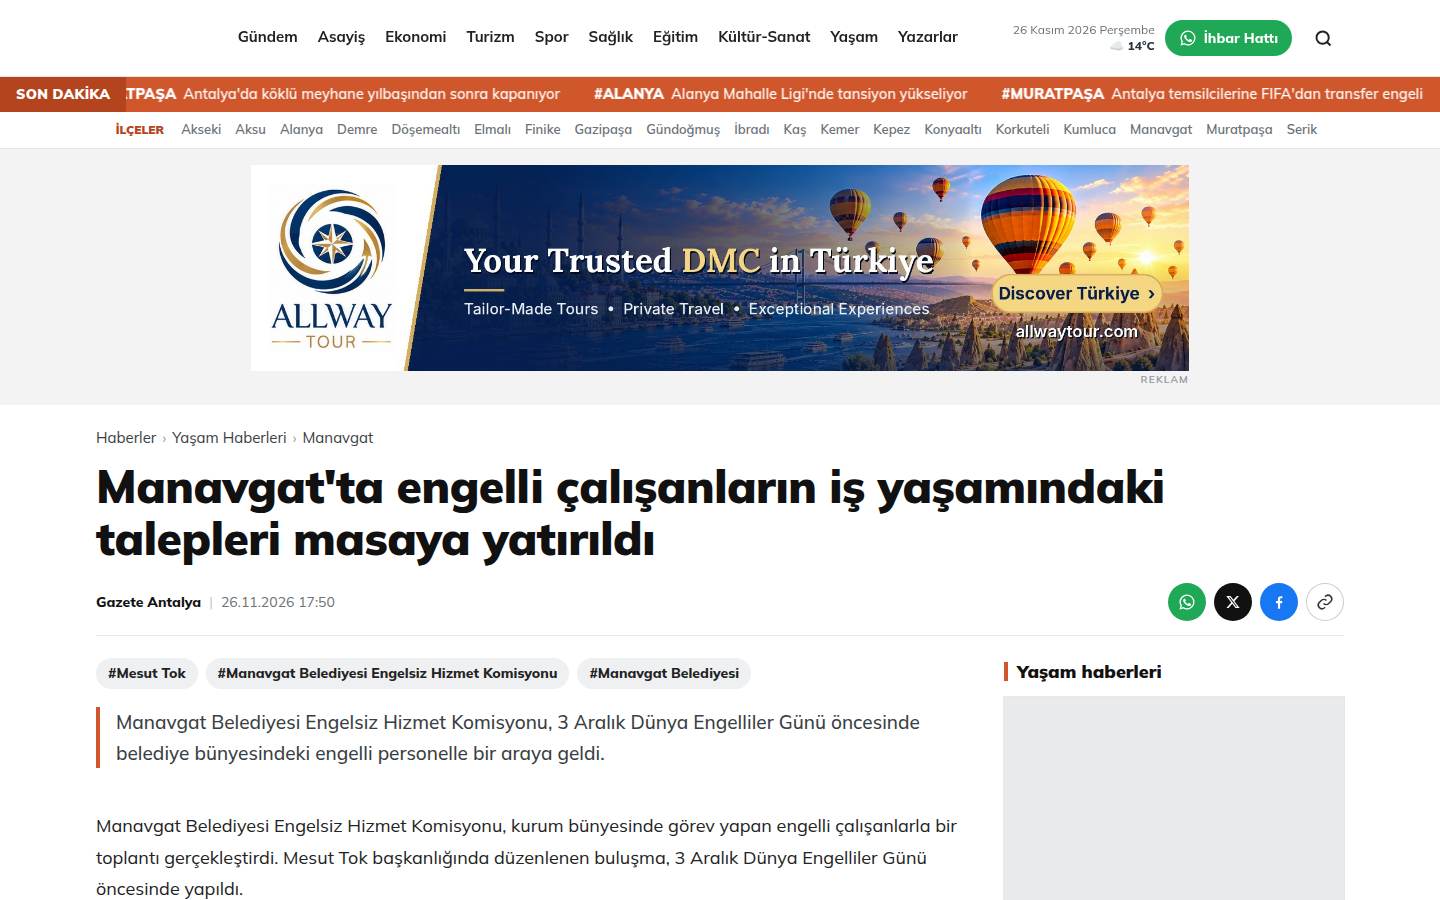 Gündem Asayiş Ekonomi Turizm Spor Sağlık Eğitim Kültür-Sanat Yaşam Yazarlar
26 Kasım 2026 Perşembe
14°C
İhbar Hattı
SON DAKİKA
TPAŞA Antalya'da köklü meyhane yılbaşından sonra kapanıyor #ALANYA Alanya Mahalle Ligi'nde tansiyon yükseliyor #MURATPAŞA Antalya temsilcilerine FIFA'dan transfer engeli
İLÇELER Akseki Aksu Alanya Demre Döşemealtı Elmalı Finike Gazipaşa Gündoğmuş İbradı Kaş Kemer Kepez Konyaaltı Korkuteli Kumluca Manavgat Muratpaşa Serik
ALLWAY
TOUR
Your Trusted DMC in Türkiye
Tailor-Made Tours • Private Travel • Exceptional Experiences
Discover Türkiye ›
allwaytour.com
REKLAM
Haberler › Yaşam Haberleri › Manavgat
Manavgat'ta engelli çalışanların iş yaşamındaki
talepleri masaya yatırıldı
Gazete Antalya | 26.11.2026 17:50
#Mesut Tok #Manavgat Belediyesi Engelsiz Hizmet Komisyonu #Manavgat Belediyesi
Manavgat Belediyesi Engelsiz Hizmet Komisyonu, 3 Aralık Dünya Engelliler Günü öncesinde
belediye bünyesindeki engelli personelle bir araya geldi.
Manavgat Belediyesi Engelsiz Hizmet Komisyonu, kurum bünyesinde görev yapan engelli çalışanlarla bir
toplantı gerçekleştirdi. Mesut Tok başkanlığında düzenlenen buluşma, 3 Aralık Dünya Engelliler Günü
öncesinde yapıldı.
Yaşam haberleri